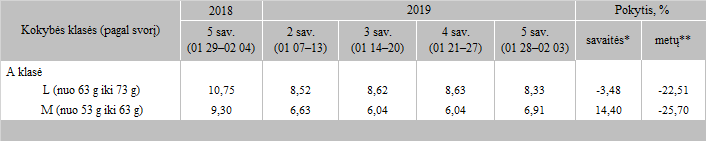 Kokybės klasės (pagal svorį) 2018 2019 Pokytis, %
5 sav. 2 sav. 3 sav. 4 sav. 5 sav. savaitės* metų**
(01 29–02 04) (01 07–13) (01 14–20) (01 21–27) (01 28–02 03)
A klasė
L (nuo 63 g iki 73 g) 10,75 8,52 8,62 8,63 8,33 -3,48 -22,51
M (nuo 53 g iki 63 g) 9,30 6,63 6,04 6,04 6,91 14,40 -25,70